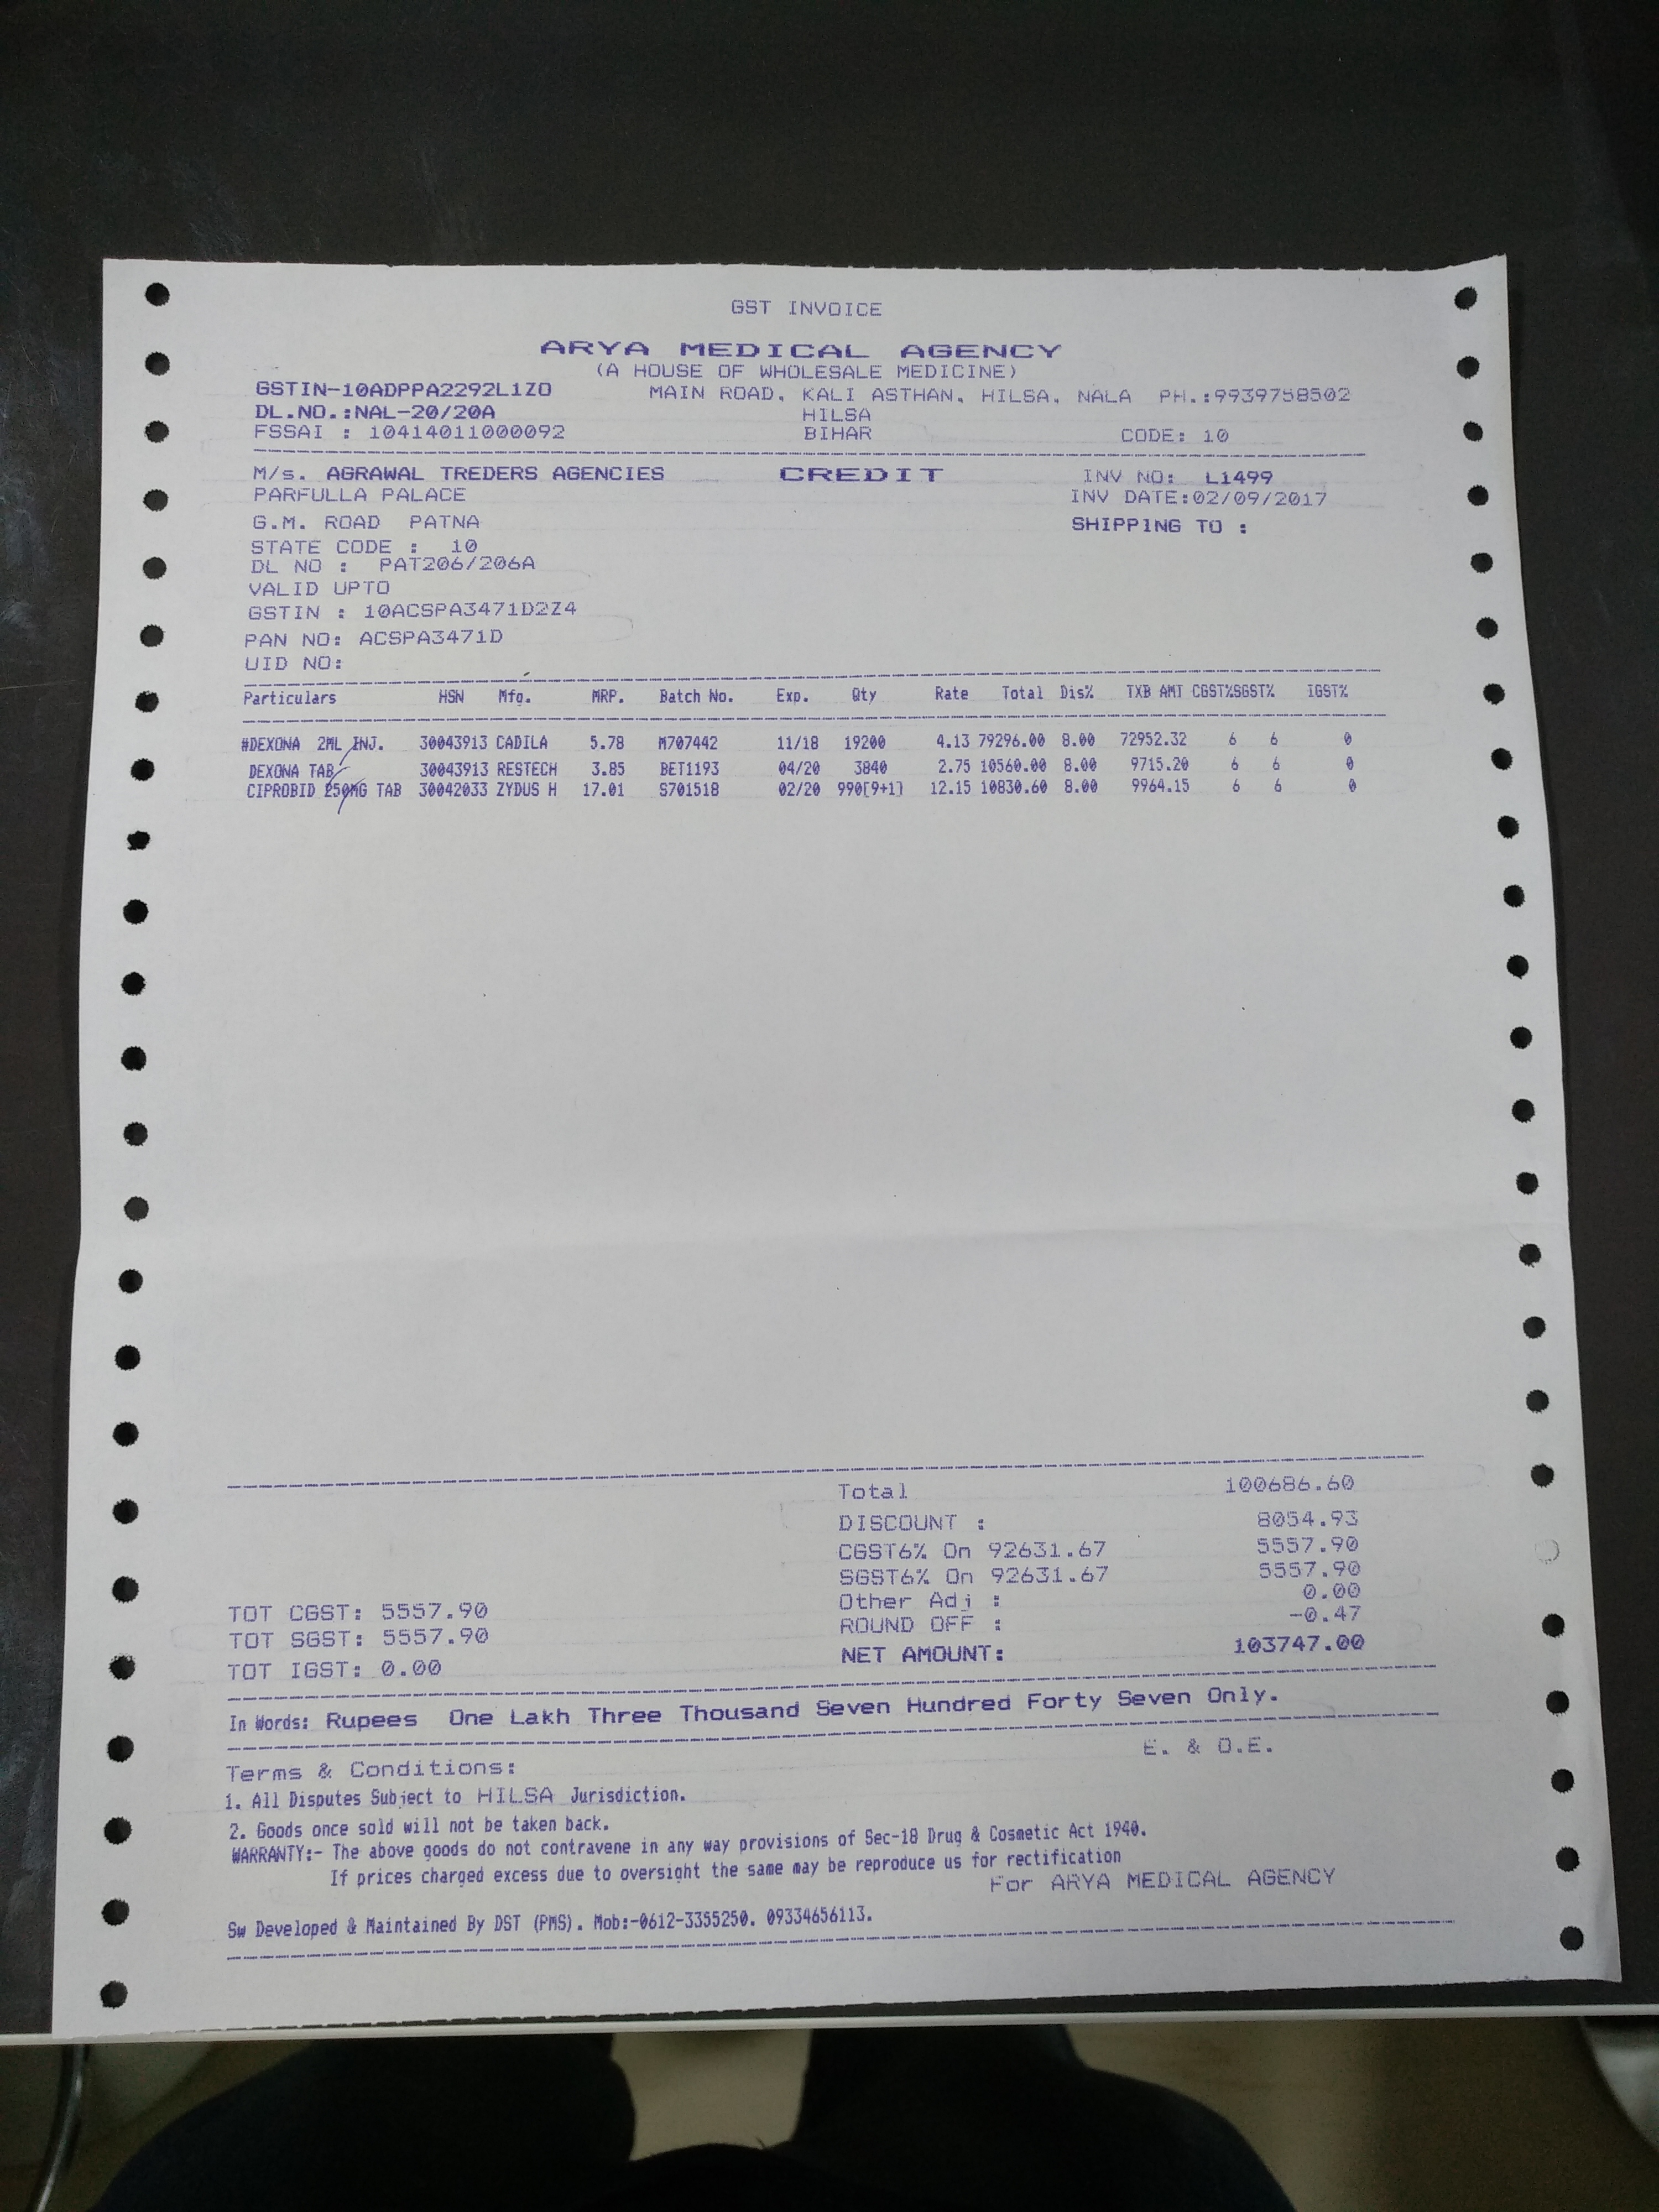 GST INVOICE
ARYA MEDICAL AGENCY
(A HOUSE OF WHOLESALE MEDICINE)
GSTIN-10ADPPA2292L1ZO MAIN ROAD, KALI ASTHAN, HILSA, NALA PH.:9939758502
DL.NO.:NAL-20/20A HILSA
FSSAI : 10414011000092 BIHAR CODE: 10
M/s. AGRAWAL TREDERS AGENCIES CREDIT INV NO: L1499
PARFULLA PALACE INV DATE:02/09/2017
G.M. ROAD PATNA SHIPPING TO :
STATE CODE : 10
DL NO : PAT206/206A
VALID UPTO
GSTIN : 10ACSPA3471D2Z4
PAN NO: ACSPA3471D
UID NO:
Particulars HSN Mfg. MRP. Batch No. Exp. Qty Rate Total Dis% TXB AMT CGST%SGST% IGST%
#DEXONA 2ML INJ. 30043913 CADILA 5.78 M707442 11/18 19200 4.13 79296.00 8.00 72952.32 6 6 0
DEXONA TAB 30043913 RESTECH 3.85 BET1193 04/20 3840 2.75 10560.00 8.00 9715.20 6 6 0
CIPROBID 250MG TAB 30042033 ZYDUS H 17.01 S701518 02/20 990[9+1] 12.15 10830.60 8.00 9964.15 6 6 0
Total 100686.60
DISCOUNT : 8054.93
CGST6% On 92631.67 5557.90
SGST6% On 92631.67 5557.90
TOT CGST: 5557.90 Other Adj : 0.00
TOT SGST: 5557.90 ROUND OFF : -0.47
TOT IGST: 0.00 NET AMOUNT: 103747.00
In Words: Rupees One Lakh Three Thousand Seven Hundred Forty Seven Only.
E. & O.E.
Terms & Conditions:
1. All Disputes Subject to HILSA Jurisdiction.
2. Goods once sold will not be taken back.
WARRANTY:- The above goods do not contravene in any way provisions of Sec-18 Drug & Cosmetic Act 1940.
If prices charged excess due to oversight the same may be reproduce us for rectification
For ARYA MEDICAL AGENCY
Sw Developed & Maintained By DST (PMS). Mob:-0612-3355250. 09334656113.